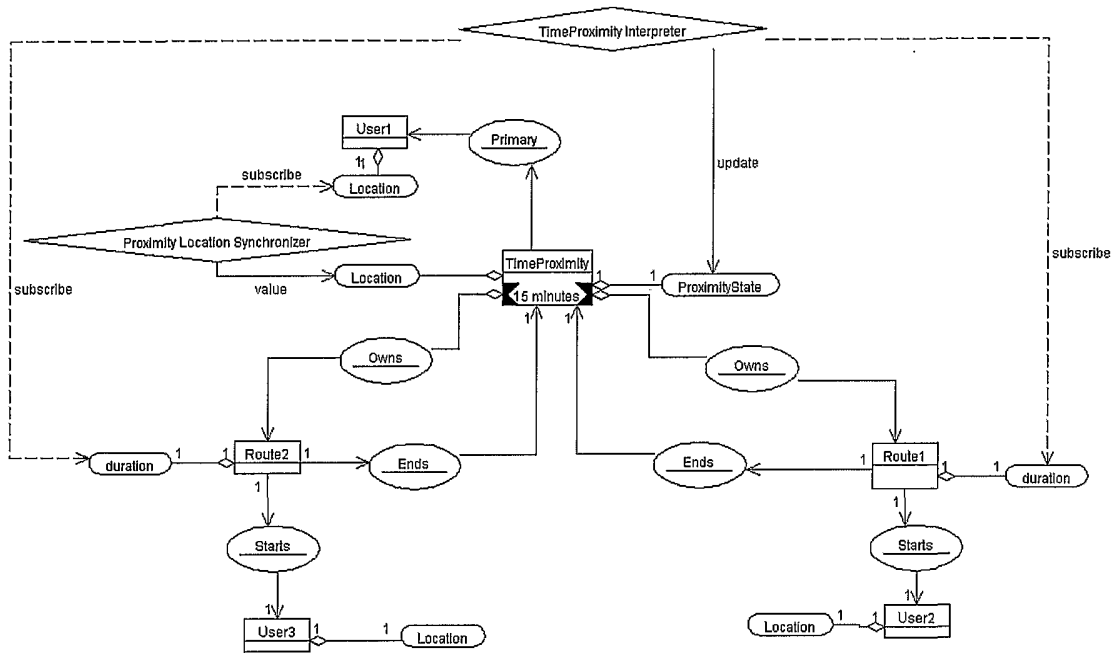 TimeProximity Interpreter
User1
Primary
1
1
subscribe
Location
update
Proximity Location Synchronizer
TimeProximity
subscribe
value
Location
1
1
ProximityState
subscribe
15 minutes
1
1
Owns
Owns
duration
1
1
Route2
1
Ends
Ends
1
Route1
1
1
duration
1
1
Starts
Starts
1
1
User3
1
1
Location
Location
1
1
User2